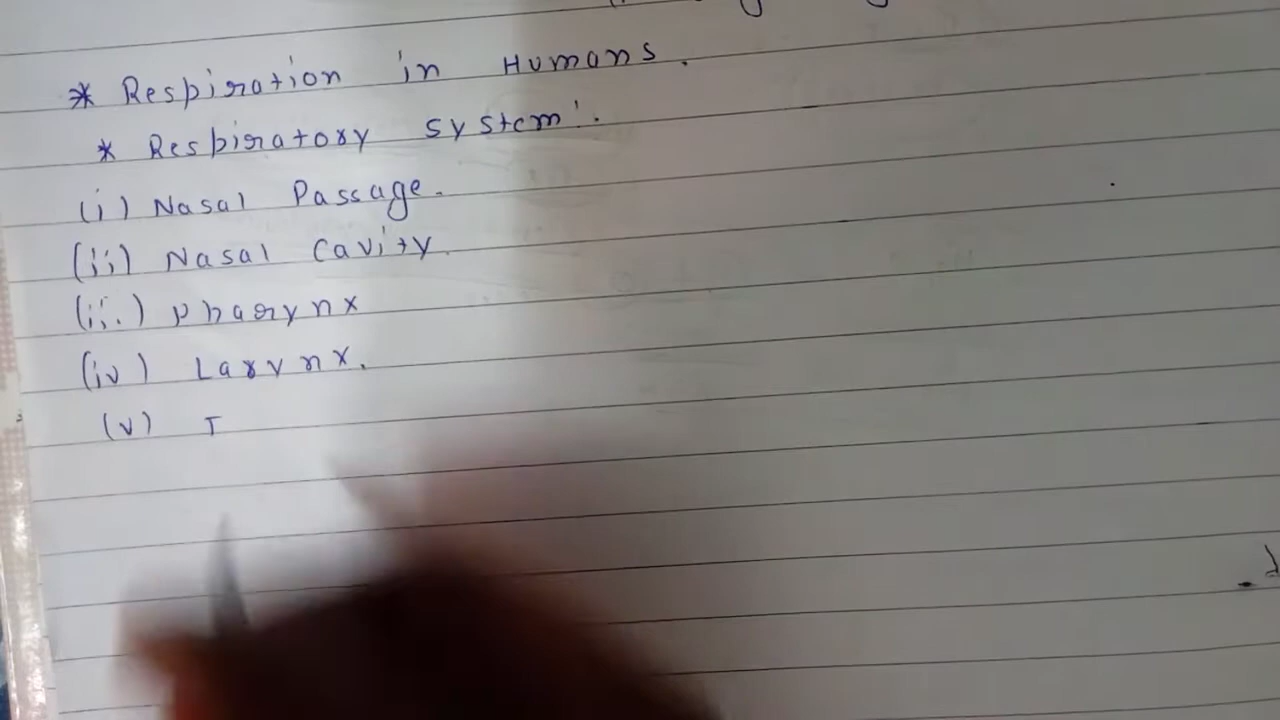 * Respiration in Humans.
* Respiratory system'.
(i) Nasal Passage.
(ii) Nasal Cavity.
(iii.) Pharynx
(iv) Larynx.
(v) T